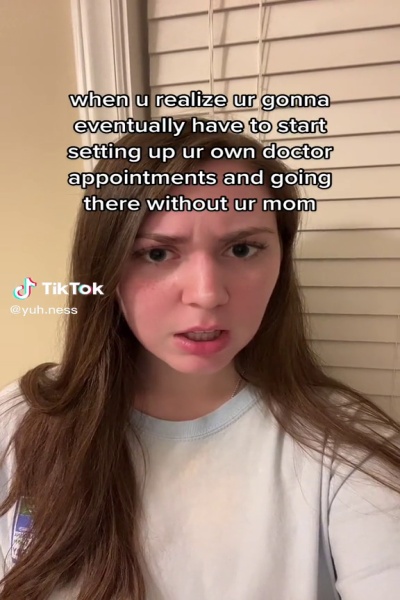 when u realize ur gonna
eventually have to start
setting up ur own doctor
appointments and going
there without ur mom
TikTok
@yuh.ness